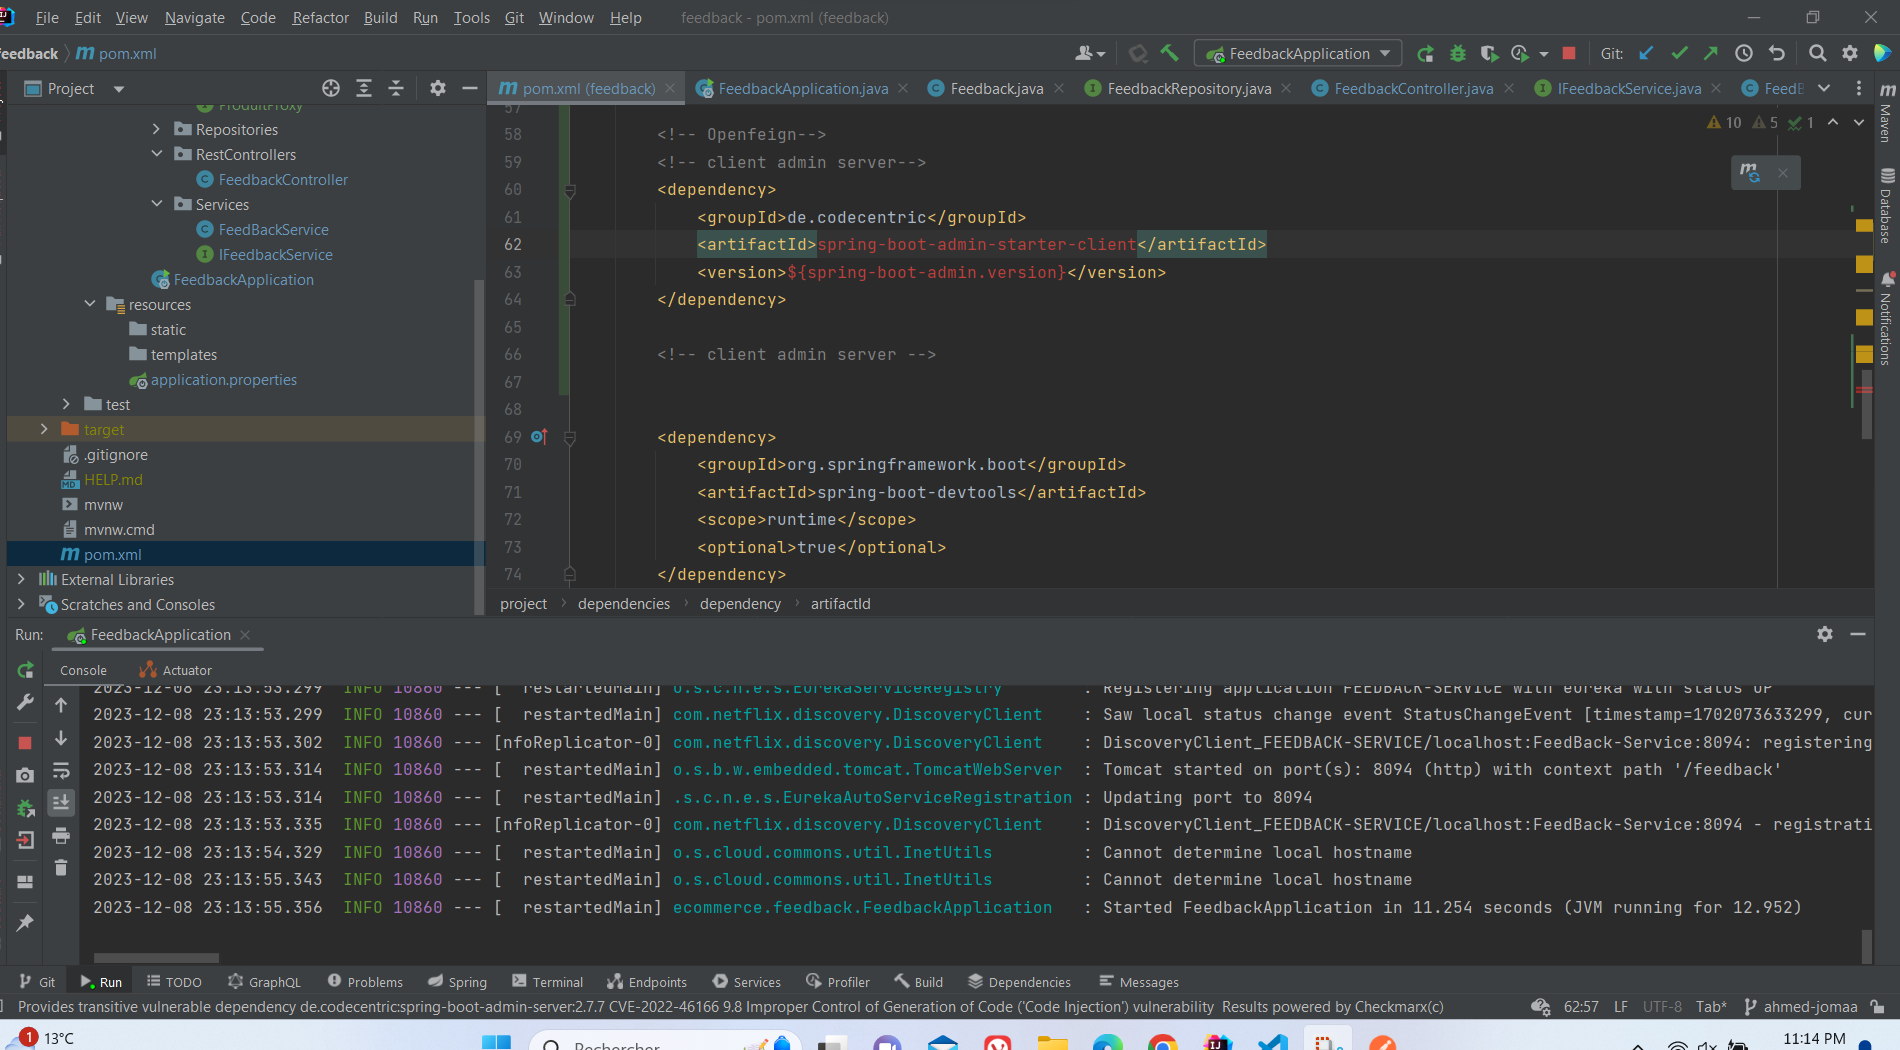 File Edit View Navigate Code Refactor Build Run Tools Git Window Help feedback - pom.xml (feedback)
feedback pom.xml FeedbackApplication Git:
Project pom.xml (feedback) FeedbackApplication.java Feedback.java FeedbackRepository.java FeedbackController.java IFeedbackService.java
ProduitProxy
Repositories
RestControllers
FeedbackController
Services
FeedBackService
IFeedbackService
FeedbackApplication
resources
static
templates
application.properties
test
target
.gitignore
HELP.md
mvnw
mvnw.cmd
pom.xml
External Libraries
Scratches and Consoles
10 5 1
57
58 <!-- Openfeign-->
59 <!-- client admin server-->
60 <dependency>
61 <groupId>de.codecentric</groupId>
62 <artifactId>spring-boot-admin-starter-client</artifactId>
63 <version>${spring-boot-admin.version}</version>
64 </dependency>
65
66 <!-- client admin server -->
67
68
69 <dependency>
70 <groupId>org.springframework.boot</groupId>
71 <artifactId>spring-boot-devtools</artifactId>
72 <scope>runtime</scope>
73 <optional>true</optional>
74 </dependency>
project dependencies dependency artifactId
Maven
Database
Notifications
Run: FeedbackApplication
Console Actuator
2023-12-08 23:13:53.299 INFO 10860 --- [ restartedMain] o.s.c.n.e.s.EurekaServiceRegistry : Registering application FEEDBACK-SERVICE with eureka with status UP
2023-12-08 23:13:53.299 INFO 10860 --- [ restartedMain] com.netflix.discovery.DiscoveryClient : Saw local status change event StatusChangeEvent [timestamp=1702073633299, cur
2023-12-08 23:13:53.302 INFO 10860 --- [nfoReplicator-0] com.netflix.discovery.DiscoveryClient : DiscoveryClient_FEEDBACK-SERVICE/localhost:FeedBack-Service:8094: registering
2023-12-08 23:13:53.314 INFO 10860 --- [ restartedMain] o.s.b.w.embedded.tomcat.TomcatWebServer : Tomcat started on port(s): 8094 (http) with context path '/feedback'
2023-12-08 23:13:53.314 INFO 10860 --- [ restartedMain] .s.c.n.e.s.EurekaAutoServiceRegistration : Updating port to 8094
2023-12-08 23:13:53.335 INFO 10860 --- [nfoReplicator-0] com.netflix.discovery.DiscoveryClient : DiscoveryClient_FEEDBACK-SERVICE/localhost:FeedBack-Service:8094 - registrati
2023-12-08 23:13:54.329 INFO 10860 --- [ restartedMain] o.s.cloud.commons.util.InetUtils : Cannot determine local hostname
2023-12-08 23:13:55.343 INFO 10860 --- [ restartedMain] o.s.cloud.commons.util.InetUtils : Cannot determine local hostname
2023-12-08 23:13:55.356 INFO 10860 --- [ restartedMain] ecommerce.feedback.FeedbackApplication : Started FeedbackApplication in 11.254 seconds (JVM running for 12.952)
Git Run TODO GraphQL Problems Spring Terminal Endpoints Services Profiler Build Dependencies Messages
Provides transitive vulnerable dependency de.codecentric:spring-boot-admin-server:2.7.7 CVE-2022-46166 9.8 Improper Control of Generation of Code ('Code Injection') vulnerability Results powered by Checkmarx(c) 62:57 LF UTF-8 Tab* ahmed-jomaa
1 13°C Rechercher 11:14 PM